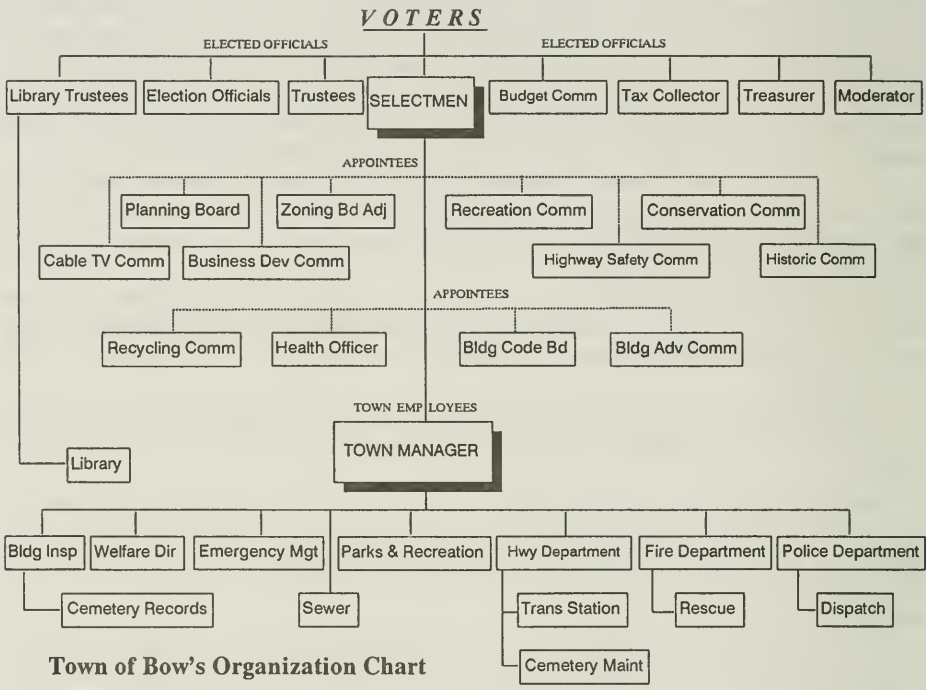 VOTERS
ELECTED OFFICIALS
ELECTED OFFICIALS
Library Trustees
Election Officials
Trustees
SELECTMEN
Budget Comm
Tax Collector
Treasurer
Moderator
APPOINTEES
Planning Board
Zoning Bd Adj
Recreation Comm
Conservation Comm
Cable TV Comm
Business Dev Comm
Highway Safety Comm
Historic Comm
APPOINTEES
Recycling Comm
Health Officer
Bldg Code Bd
Bldg Adv Comm
TOWN EMPLOYEES
TOWN MANAGER
Library
Bldg Insp
Welfare Dir
Emergency Mgt
Parks & Recreation
Hwy Department
Fire Department
Police Department
Cemetery Records
Sewer
Trans Station
Rescue
Dispatch
Cemetery Maint
Town of Bow's Organization Chart